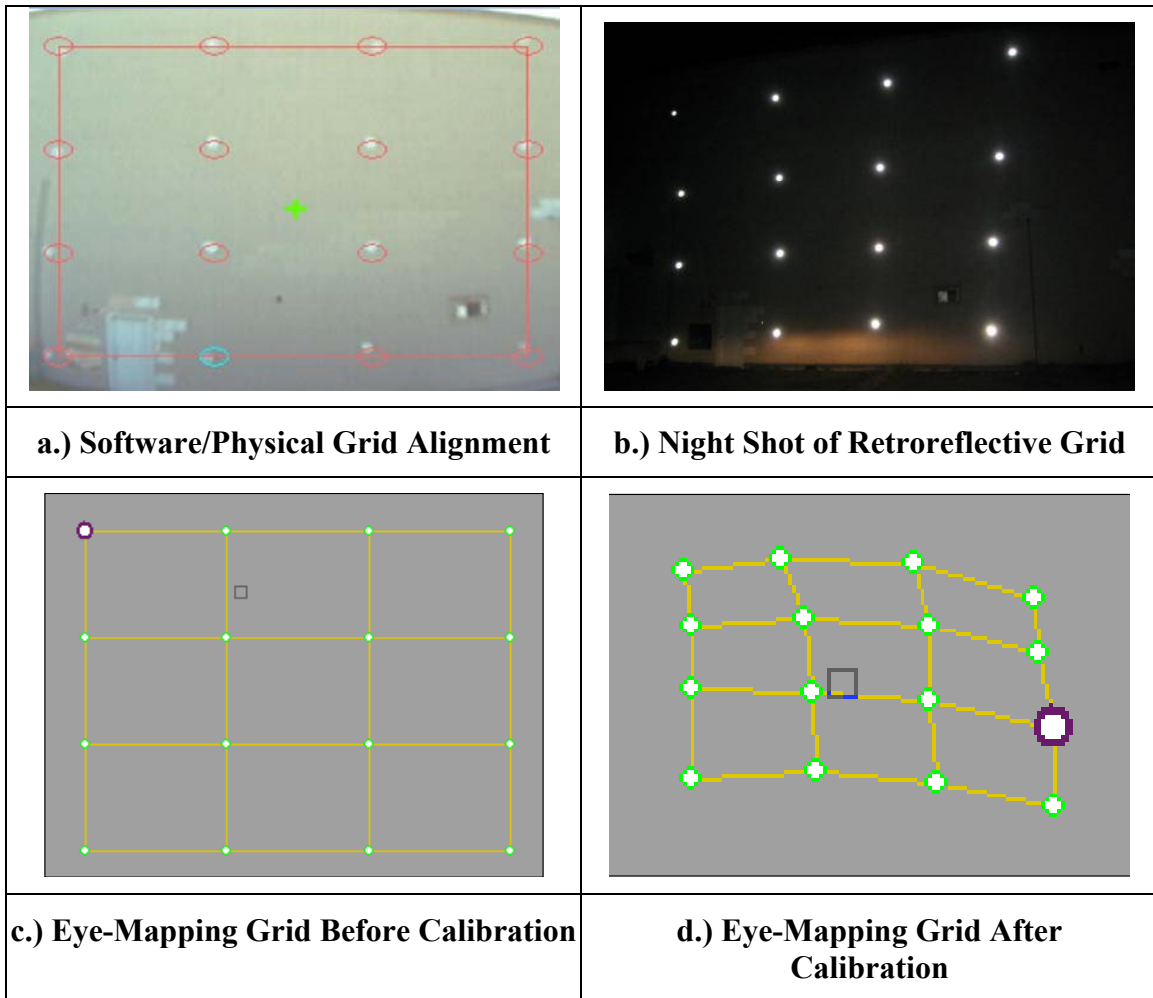 a.) Software/Physical Grid Alignment
b.) Night Shot of Retroreflective Grid
c.) Eye-Mapping Grid Before Calibration
d.) Eye-Mapping Grid After
Calibration